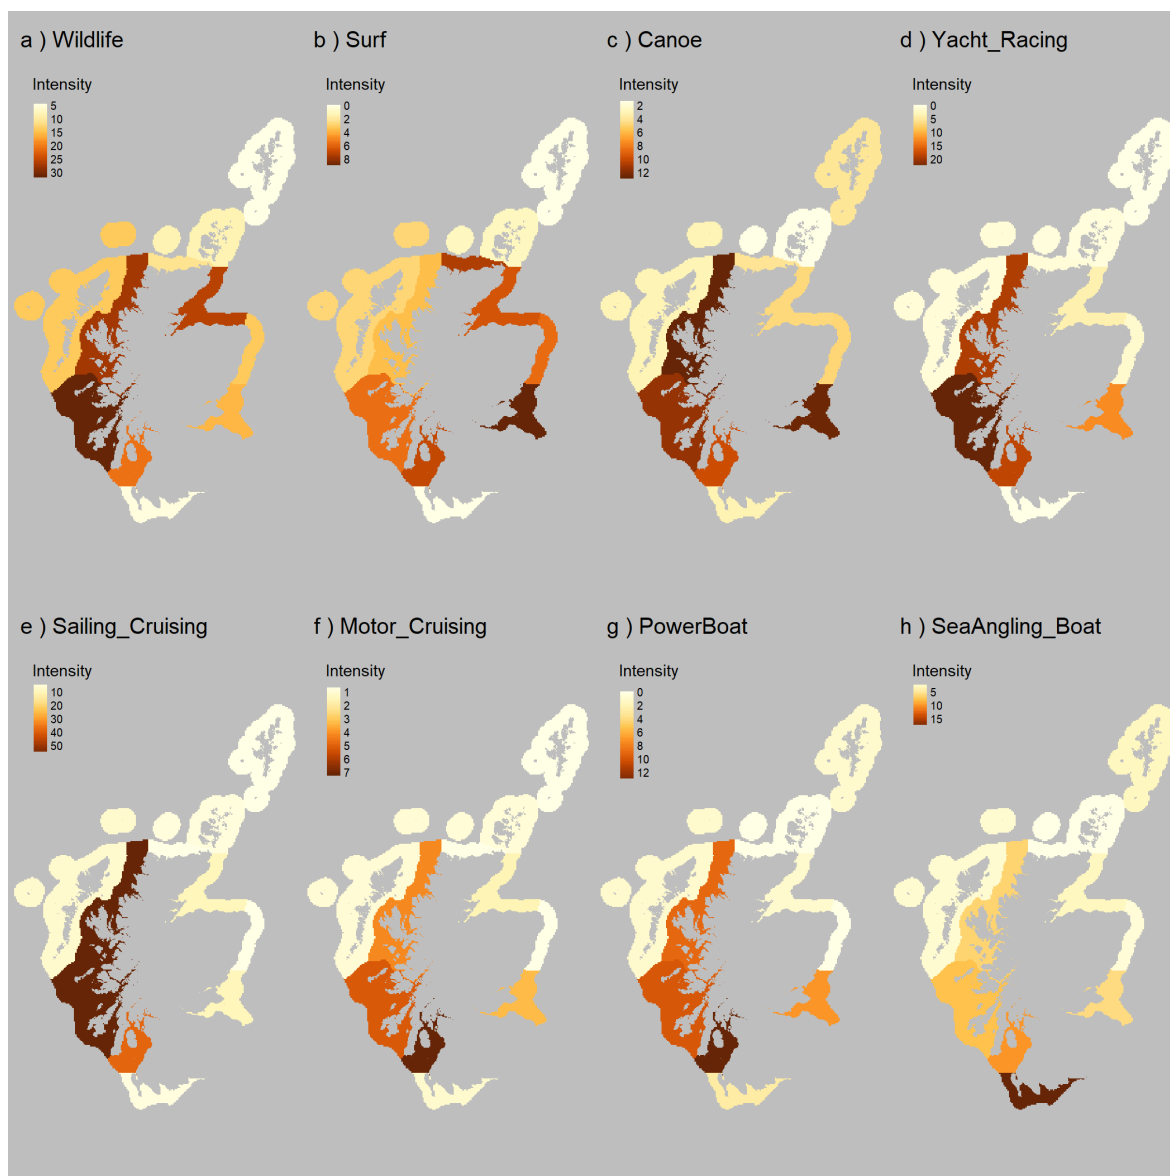 a ) Wildlife
Intensity
5
10
15
20
25
30
b ) Surf
Intensity
0
2
4
6
8
c ) Canoe
Intensity
2
4
6
8
10
12
d ) Yacht_Racing
Intensity
0
5
10
15
20
e ) Sailing_Cruising
Intensity
10
20
30
40
50
f ) Motor_Cruising
Intensity
1
2
3
4
5
6
7
g ) PowerBoat
Intensity
0
2
4
6
8
10
12
h ) SeaAngling_Boat
Intensity
5
10
15